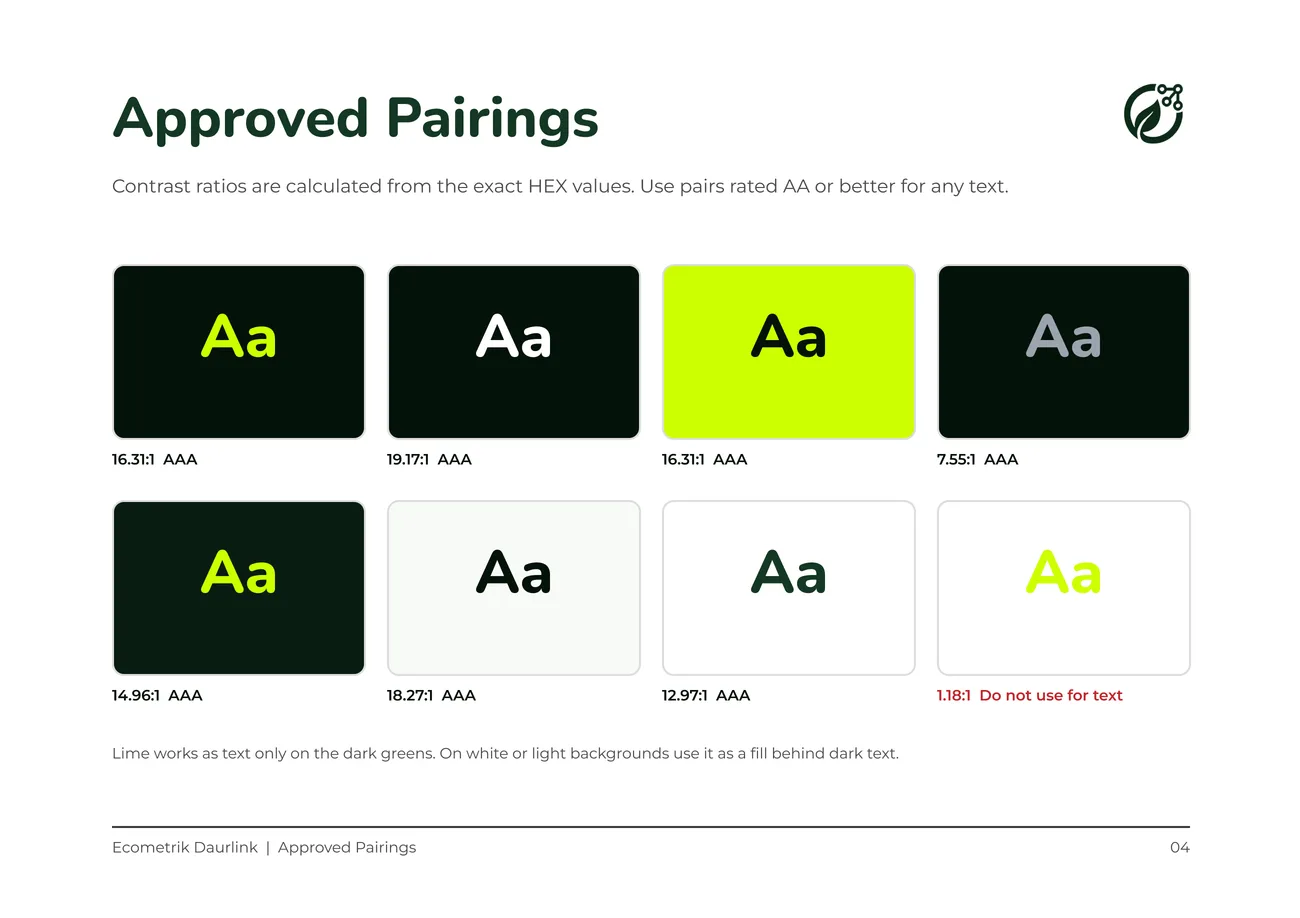 Approved Pairings
Contrast ratios are calculated from the exact HEX values. Use pairs rated AA or better for any text.
Aa
Aa
Aa
Aa
16.31:1 AAA
19.17:1 AAA
16.31:1 AAA
7.55:1 AAA
Aa
Aa
Aa
Aa
14.96:1 AAA
18.27:1 AAA
12.97:1 AAA
1.18:1 Do not use for text
Lime works as text only on the dark greens. On white or light backgrounds use it as a fill behind dark text.
Ecometrik Daurlink | Approved Pairings
04